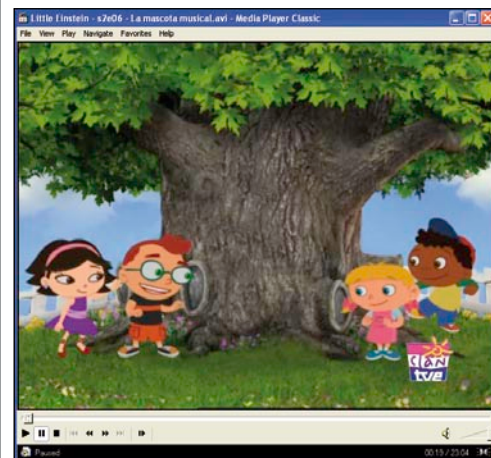 Little Einstein - s2e06 - La mascota musical.avi - Media Player Classic
File View Play Navigate Favorites Help
CLAN
tve
Paused
00:19 / 23:04